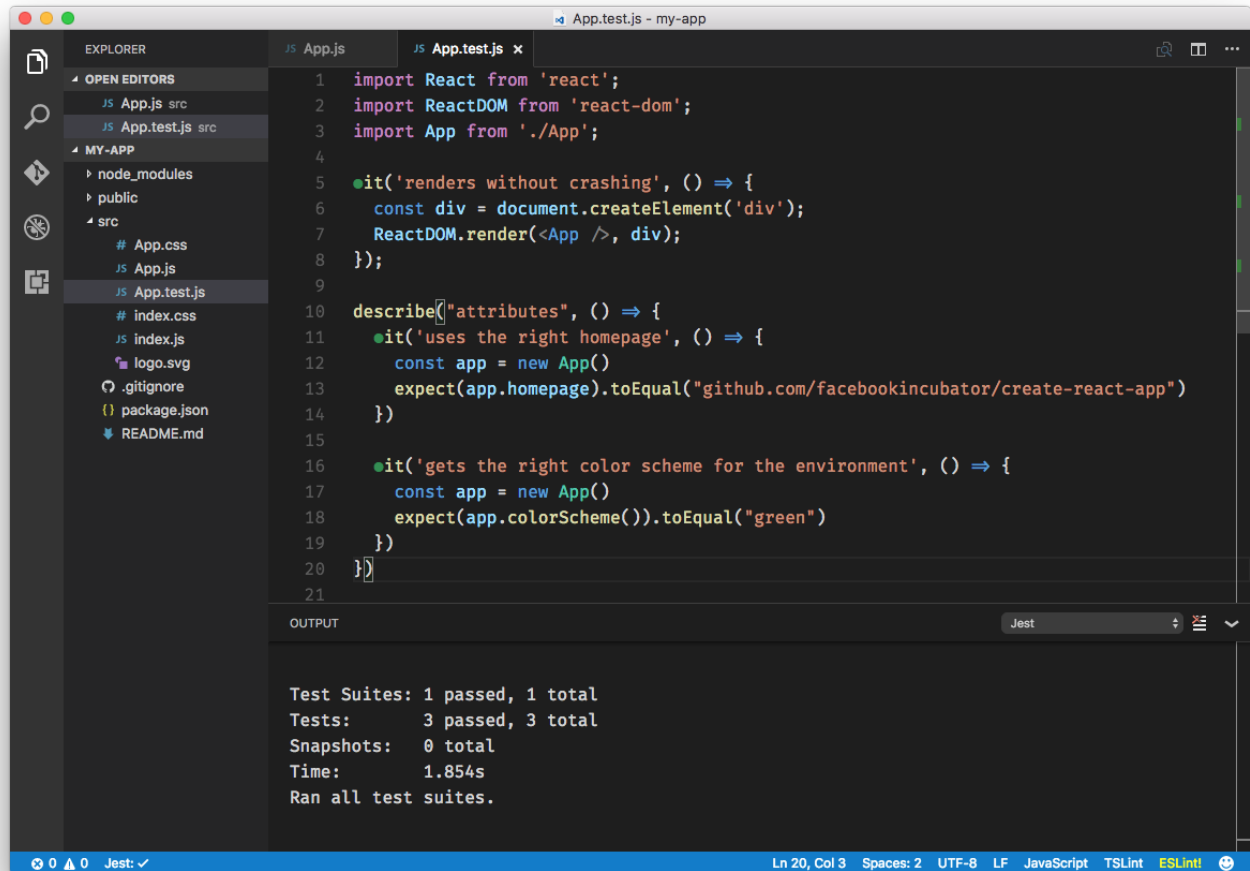 App.test.js - my-app
EXPLORER
OPEN EDITORS
JS App.js src
JS App.test.js src
MY-APP
node_modules
public
src
# App.css
JS App.js
JS App.test.js
# index.css
JS index.js
logo.svg
.gitignore
{} package.json
README.md
JS App.js
JS App.test.js ×
1 import React from 'react';
2 import ReactDOM from 'react-dom';
3 import App from './App';
4
5 it('renders without crashing', () ⇒ {
6 const div = document.createElement('div');
7 ReactDOM.render(<App />, div);
8 });
9
10 describe("attributes", () ⇒ {
11 it('uses the right homepage', () ⇒ {
12 const app = new App()
13 expect(app.homepage).toEqual("github.com/facebookincubator/create-react-app")
14 })
15
16 it('gets the right color scheme for the environment', () ⇒ {
17 const app = new App()
18 expect(app.colorScheme()).toEqual("green")
19 })
20 })
21
OUTPUT
Jest
Test Suites: 1 passed, 1 total
Tests: 3 passed, 3 total
Snapshots: 0 total
Time: 1.854s
Ran all test suites.
0 0 Jest: ✓ Ln 20, Col 3 Spaces: 2 UTF-8 LF JavaScript TSLint ESLint!